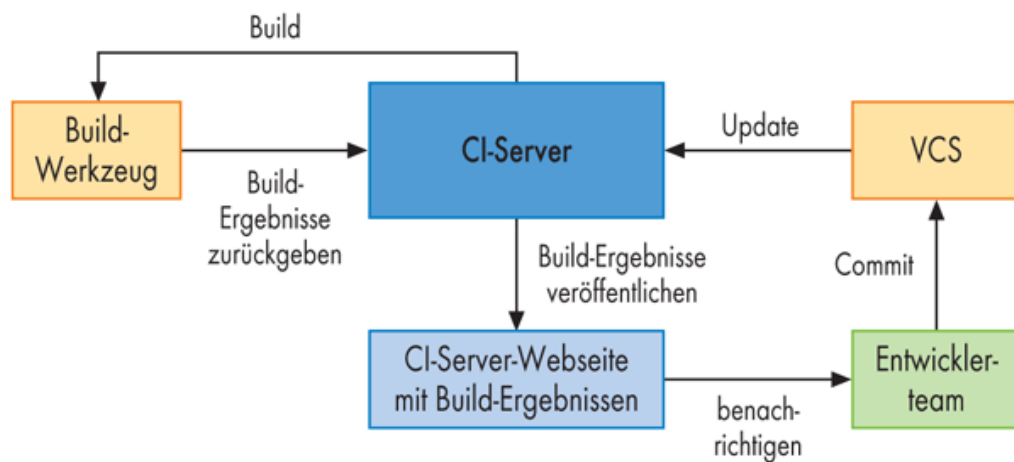 Build
Build-
Werkzeug
CI-Server
Update
VCS
Build-
Ergebnisse
zurückgeben
Build-Ergebnisse
veröffentlichen
Commit
CI-Server-Webseite
mit Build-Ergebnissen
benach-
richtigen
Entwickler-
team